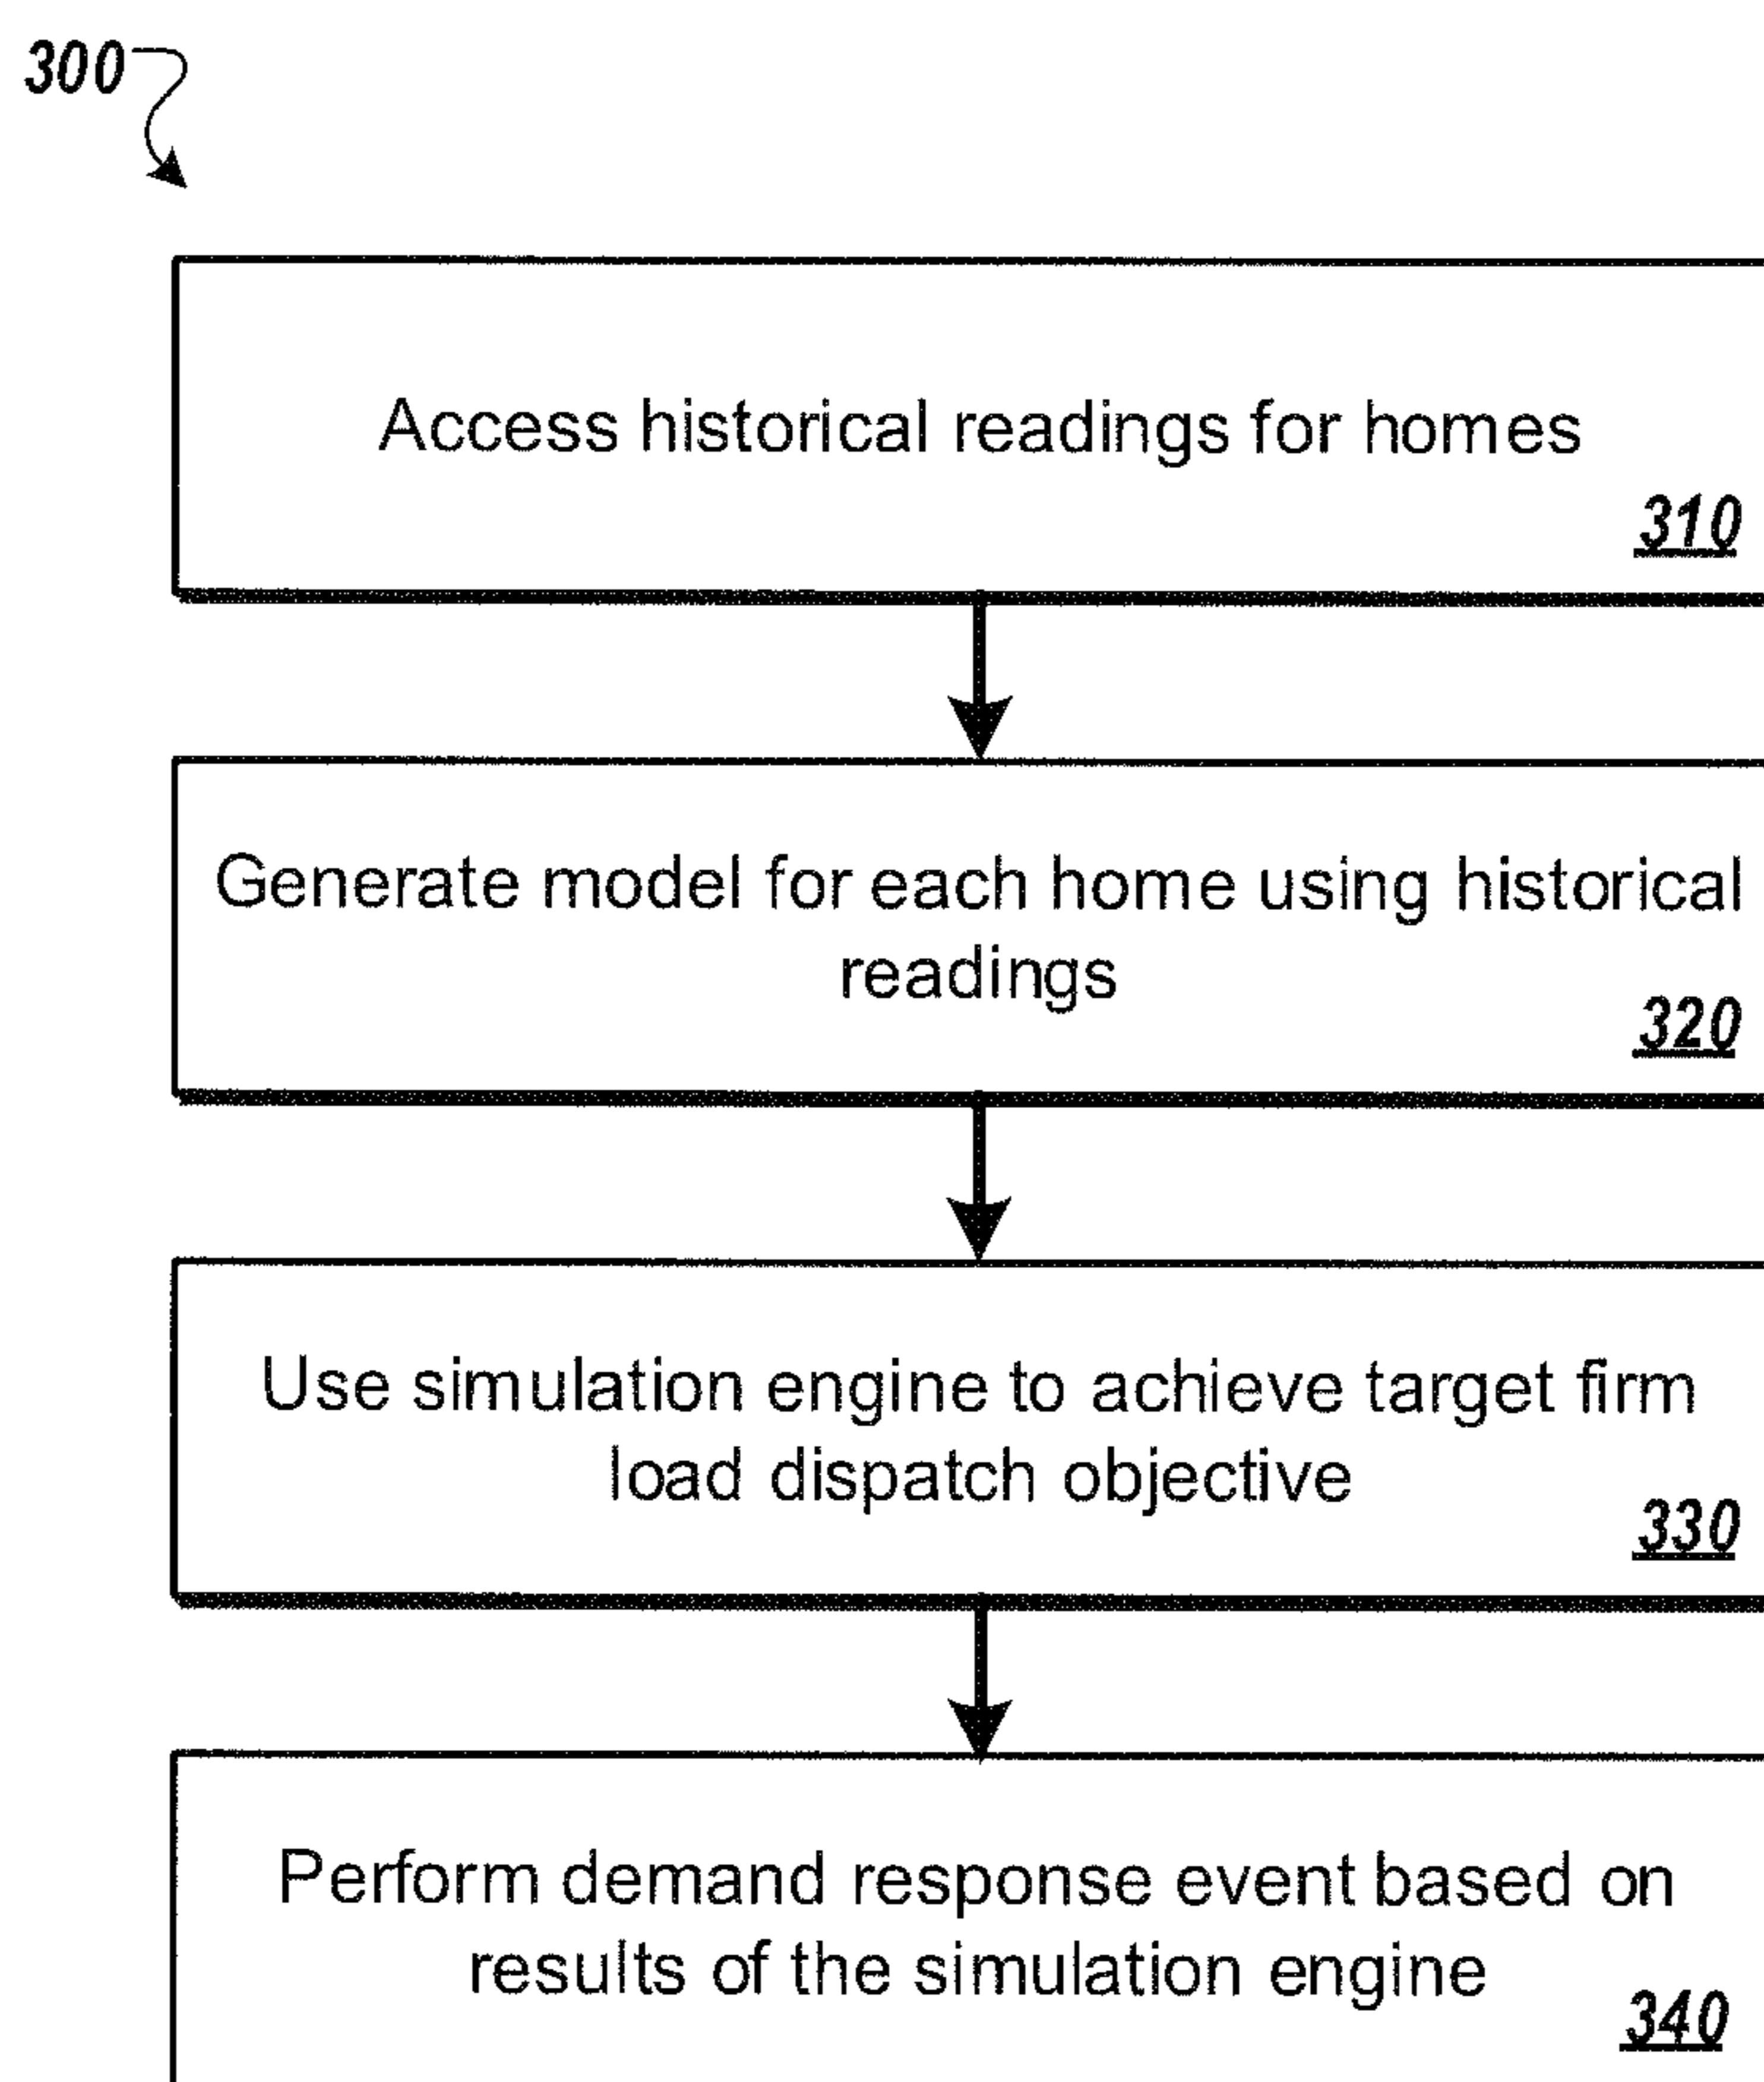 300
Access historical readings for homes
310
Generate model for each home using historical
readings
320
Use simulation engine to achieve target firm
load dispatch objective
330
Perform demand response event based on
results of the simulation engine
340